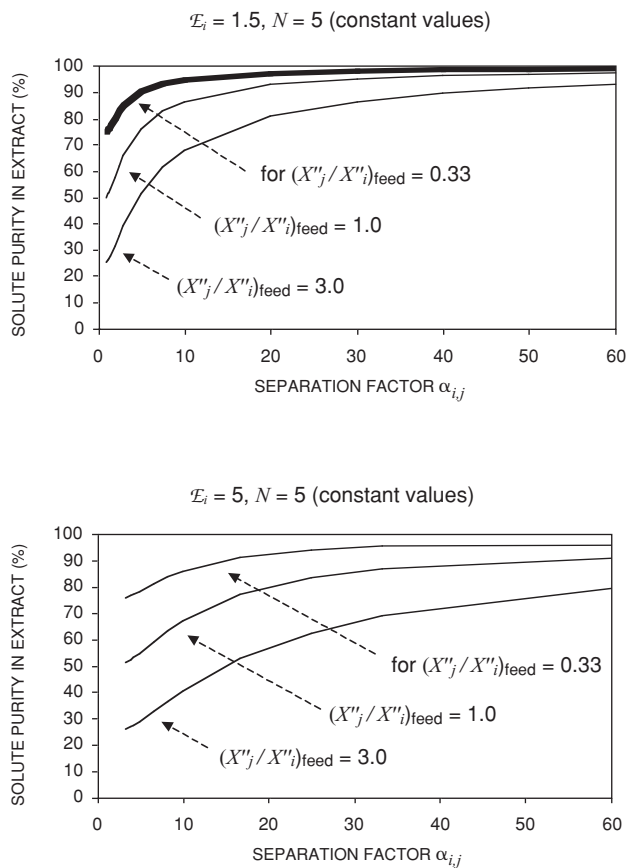 ℰᵢ = 1.5, N = 5 (constant values)
SOLUTE PURITY IN EXTRACT (%)
100
90
80
70
60
50
40
30
20
10
0
for (X″ⱼ/X″ᵢ)feed = 0.33
(X″ⱼ/X″ᵢ)feed = 1.0
(X″ⱼ/X″ᵢ)feed = 3.0
0 10 20 30 40 50 60
SEPARATION FACTOR αᵢ,ⱼ
ℰᵢ = 5, N = 5 (constant values)
SOLUTE PURITY IN EXTRACT (%)
100
90
80
70
60
50
40
30
20
10
0
for (X″ⱼ/X″ᵢ)feed = 0.33
(X″ⱼ/X″ᵢ)feed = 1.0
(X″ⱼ/X″ᵢ)feed = 3.0
0 10 20 30 40 50 60
SEPARATION FACTOR αᵢ,ⱼ